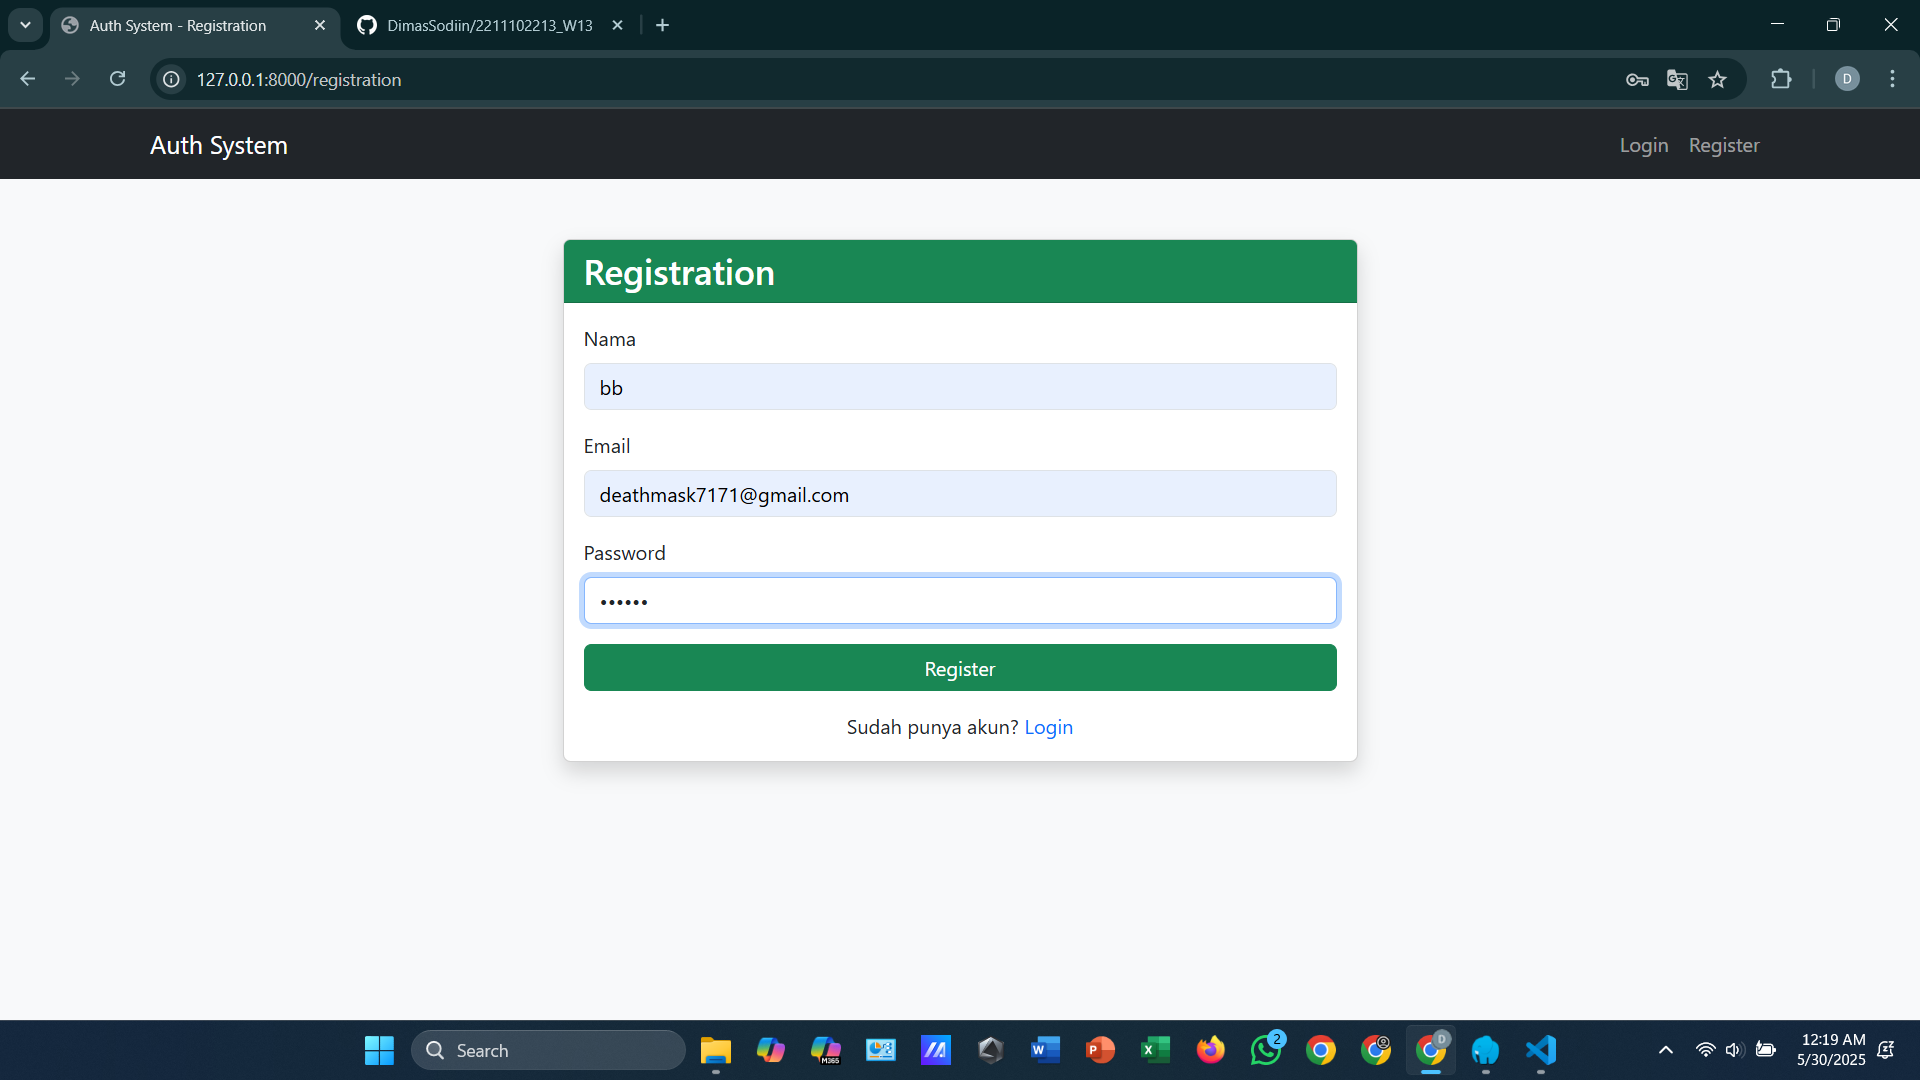 Auth System - Registration
DimasSodiin/2211102213_W13
127.0.0.1:8000/registration
D
Auth System
Login Register
Registration
Nama
bb
Email
deathmask7171@gmail.com
Password
••••••
Register
Sudah punya akun? Login
Search
M365
W
P
X
2
D
12:19 AM
5/30/2025